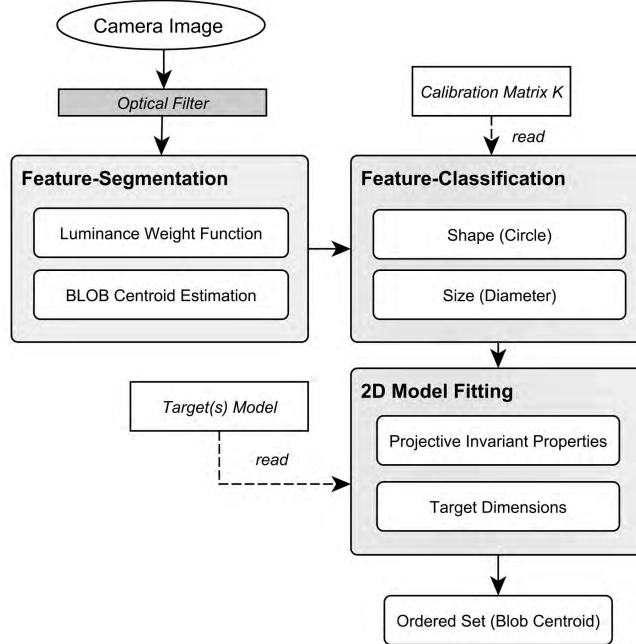 Camera Image
Optical Filter
Calibration Matrix K
read
Feature-Segmentation
Luminance Weight Function
BLOB Centroid Estimation
Feature-Classification
Shape (Circle)
Size (Diameter)
Target(s) Model
read
2D Model Fitting
Projective Invariant Properties
Target Dimensions
Ordered Set (Blob Centroid)